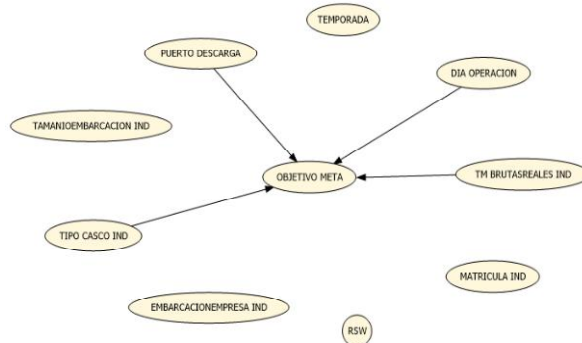 TEMPORADA
PUERTO DESCARGA
DIA OPERACION
TAMANIOEMBARCACION IND
OBJETIVO META
TM BRUTASREALES IND
TIPO CASCO IND
MATRICULA IND
EMBARCACIONEMPRESA IND
RSW